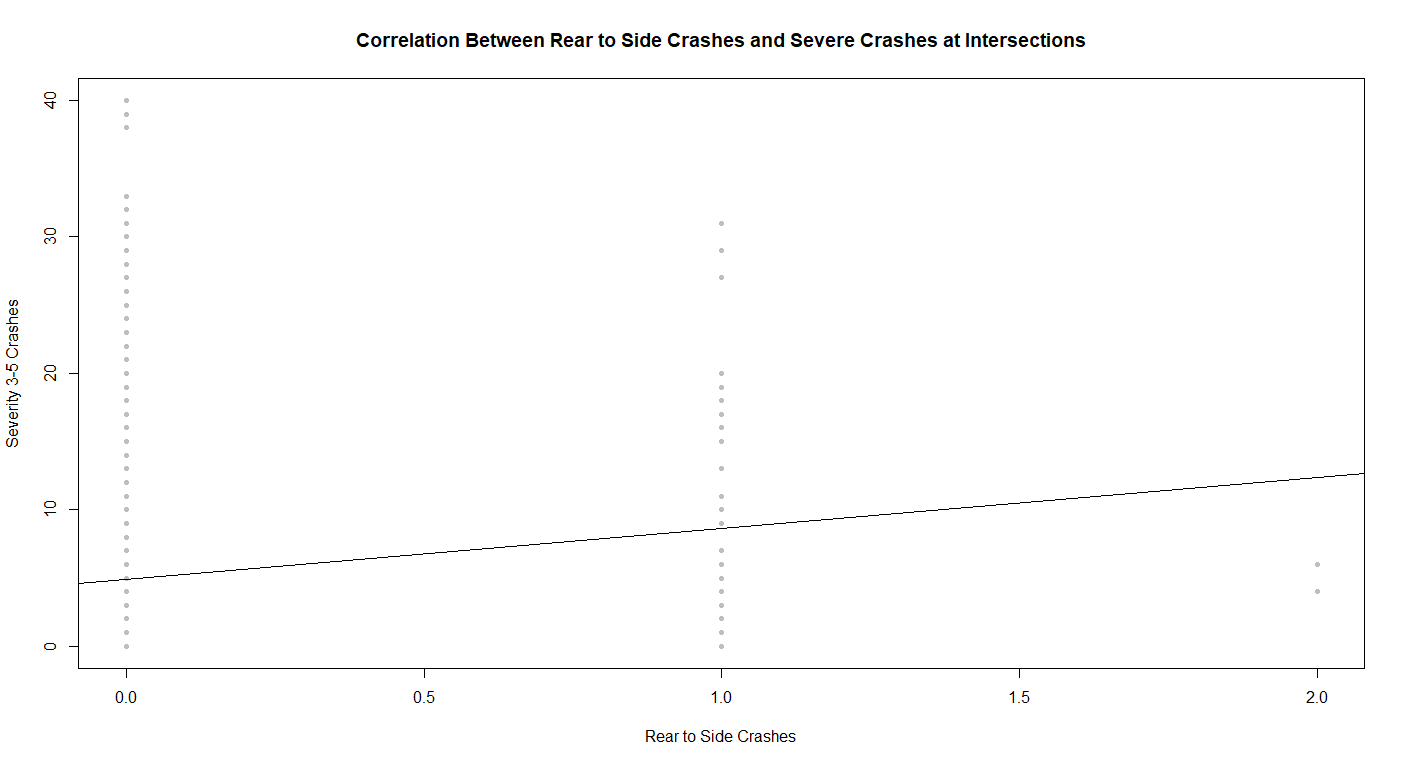 Correlation Between Rear to Side Crashes and Severe Crashes at Intersections
Severity 3-5 Crashes
40
30
20
10
0
0.0 0.5 1.0 1.5 2.0
Rear to Side Crashes